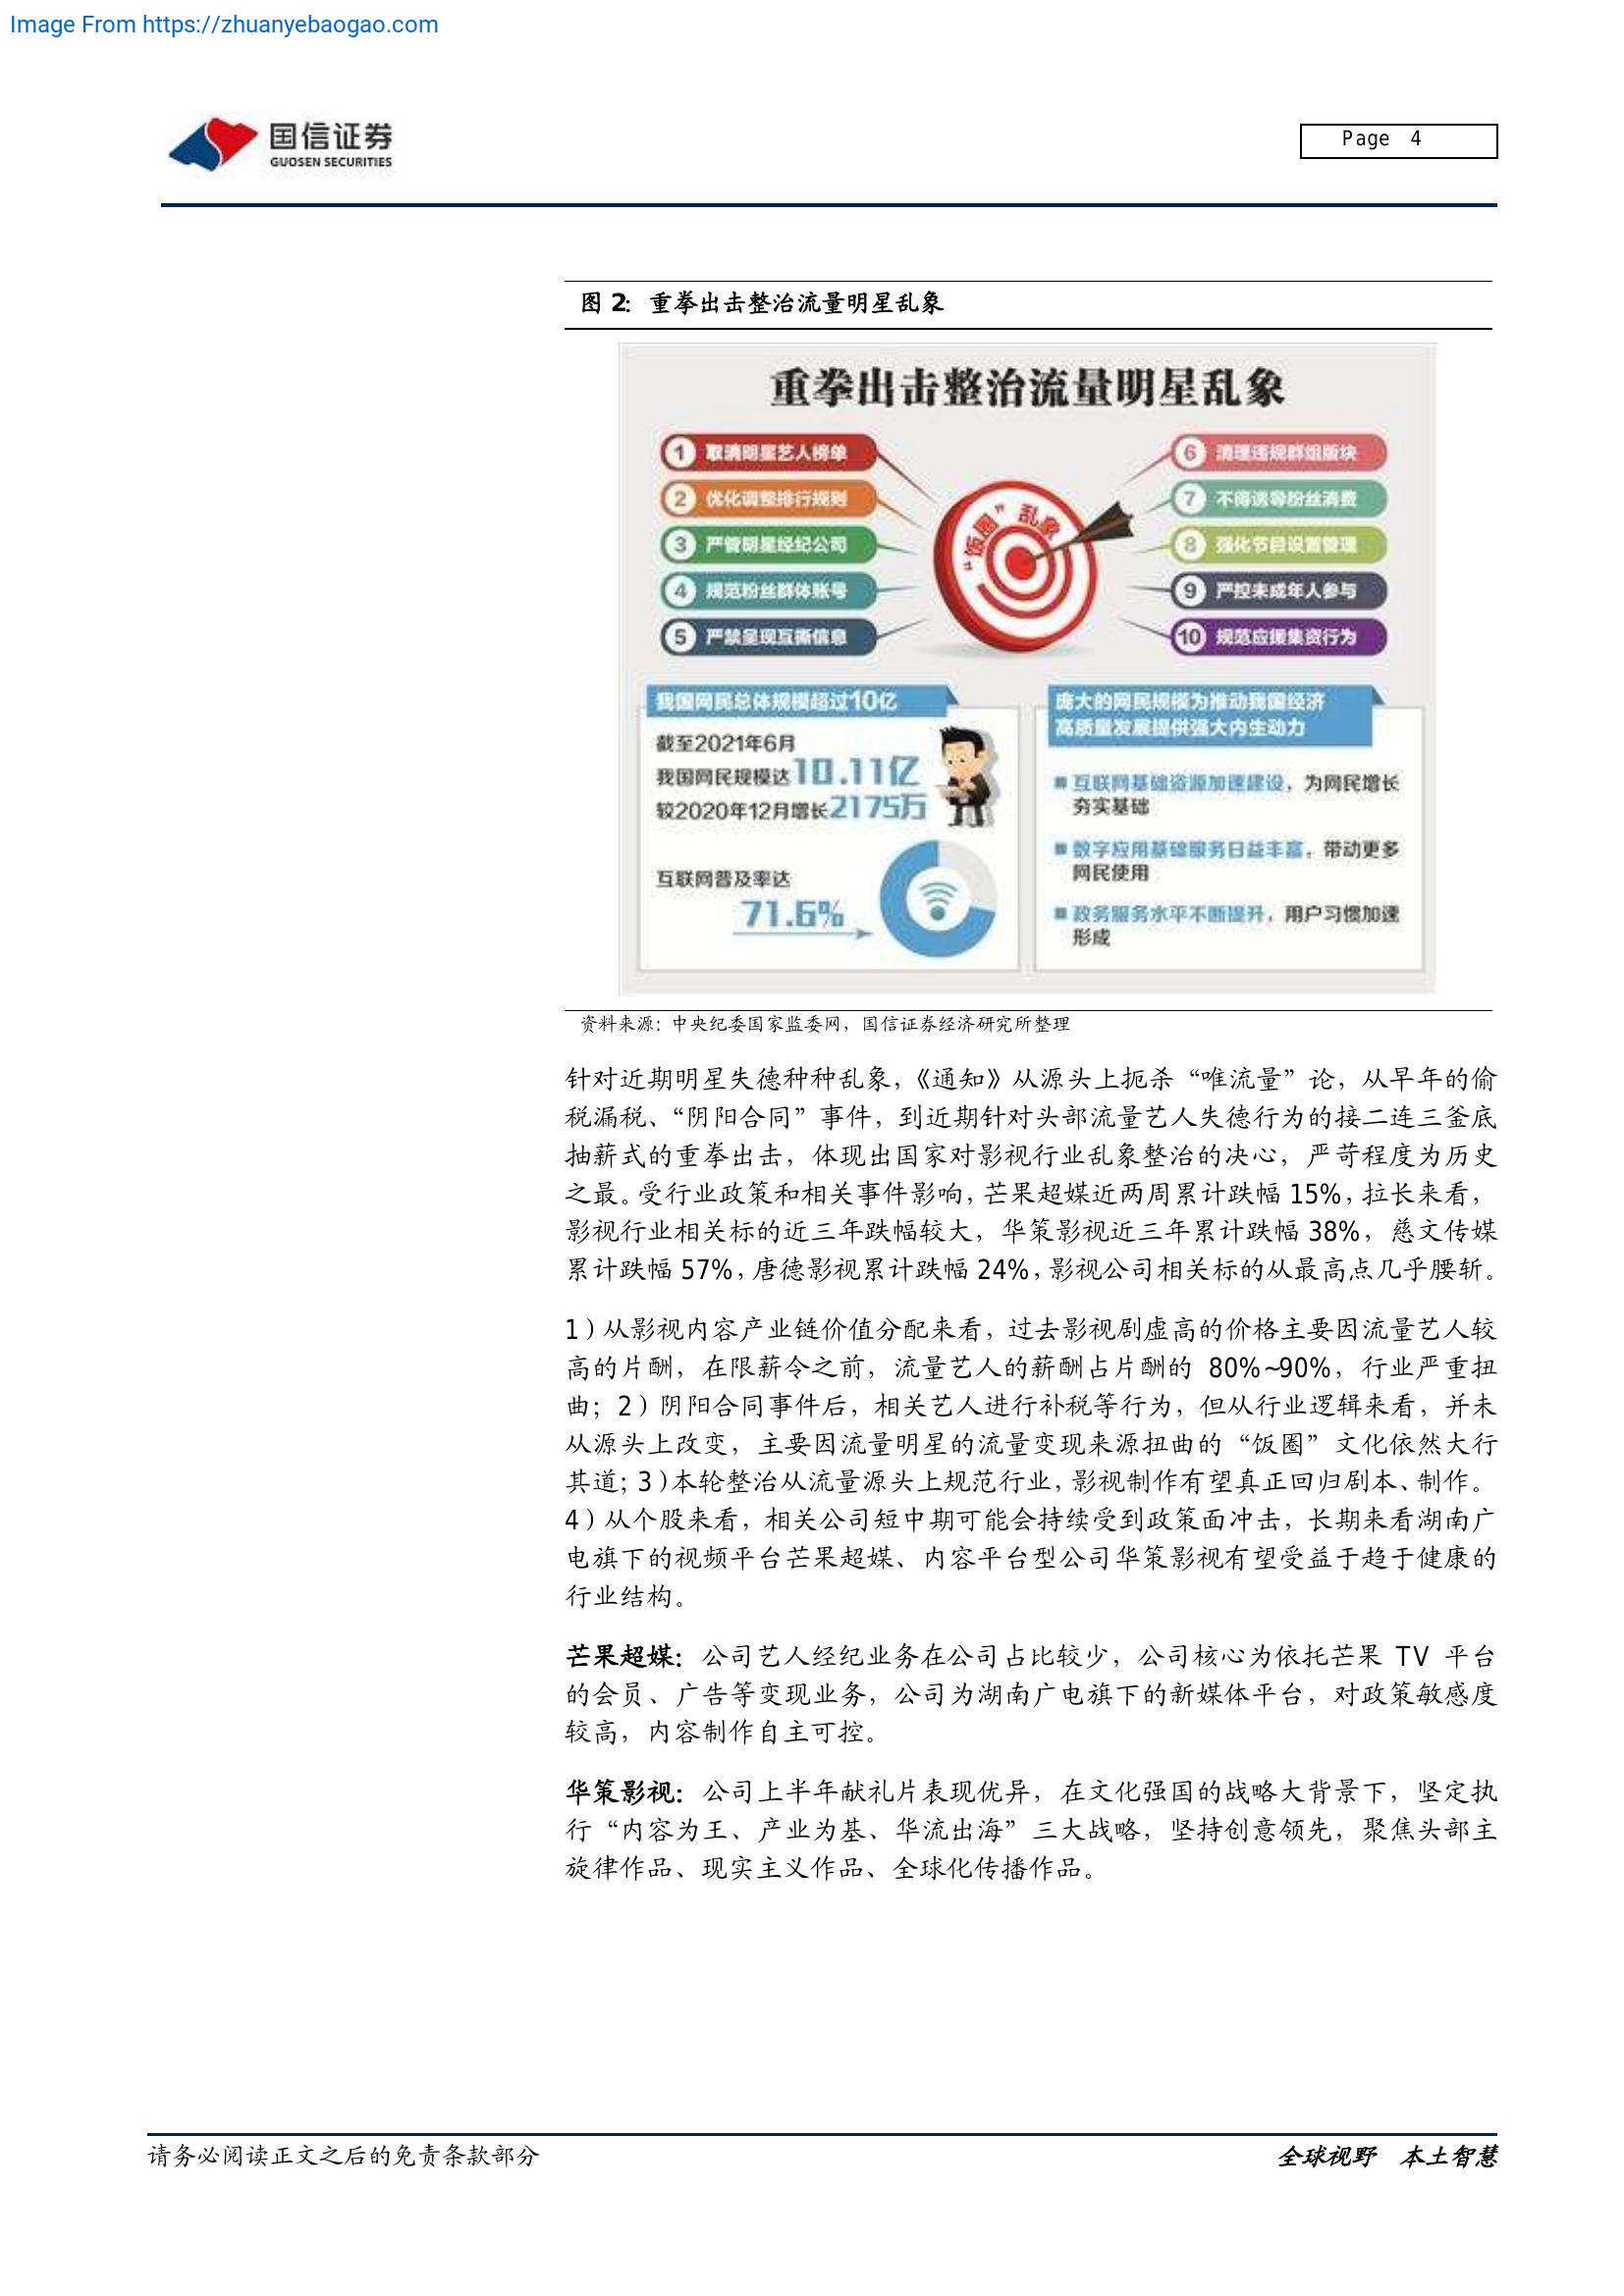 Image From https://zhuanyebaogao.com
国信证券
GUOSEN SECURITIES
Page 4
图 2: 重拳出击整治流量明星乱象
重拳出击整治流量明星乱象
1 取消明星艺人榜单
2 优化调整排行规则
3 严管明星经纪公司
4 规范粉丝群体账号
5 严禁呈现互撕信息
“饭圈”乱象
6 清理违规群组版块
7 不得诱导粉丝消费
8 强化节目设置管理
9 严控未成年人参与
10 规范应援集资行为
我国网民总体规模超过10亿
截至2021年6月
我国网民规模达10.11亿
较2020年12月增长2175万
互联网普及率达
71.6%
庞大的网民规模为推动我国经济
高质量发展提供强大内生动力
■ 互联网基础资源加速建设，为网民增长
夯实基础
■ 数字应用基础服务日益丰富，带动更多
网民使用
■ 政务服务水平不断提升，用户习惯加速
形成
资料来源：中央纪委国家监委网，国信证券经济研究所整理
针对近期明星失德种种乱象，《通知》从源头上扼杀“唯流量”论，从早年的偷
税漏税、“阴阳合同”事件，到近期针对头部流量艺人失德行为的接二连三釜底
抽薪式的重拳出击，体现出国家对影视行业乱象整治的决心，严苛程度为历史
之最。受行业政策和相关事件影响，芒果超媒近两周累计跌幅 15%，拉长来看，
影视行业相关标的近三年跌幅较大，华策影视近三年累计跌幅 38%，慈文传媒
累计跌幅 57%，唐德影视累计跌幅 24%，影视公司相关标的从最高点几乎腰斩。
1）从影视内容产业链价值分配来看，过去影视剧虚高的价格主要因流量艺人较
高的片酬，在限薪令之前，流量艺人的薪酬占片酬的 80%~90%，行业严重扭
曲；2）阴阳合同事件后，相关艺人进行补税等行为，但从行业逻辑来看，并未
从源头上改变，主要因流量明星的流量变现来源扭曲的“饭圈”文化依然大行
其道；3）本轮整治从流量源头上规范行业，影视制作有望真正回归剧本、制作。
4）从个股来看，相关公司短中期可能会持续受到政策面冲击，长期来看湖南广
电旗下的视频平台芒果超媒、内容平台型公司华策影视有望受益于趋于健康的
行业结构。
芒果超媒：公司艺人经纪业务在公司占比较少，公司核心为依托芒果 TV 平台
的会员、广告等变现业务，公司为湖南广电旗下的新媒体平台，对政策敏感度
较高，内容制作自主可控。
华策影视：公司上半年献礼片表现优异，在文化强国的战略大背景下，坚定执
行“内容为王、产业为基、华流出海”三大战略，坚持创意领先，聚焦头部主
旋律作品、现实主义作品、全球化传播作品。
请务必阅读正文之后的免责条款部分
全球视野 本土智慧